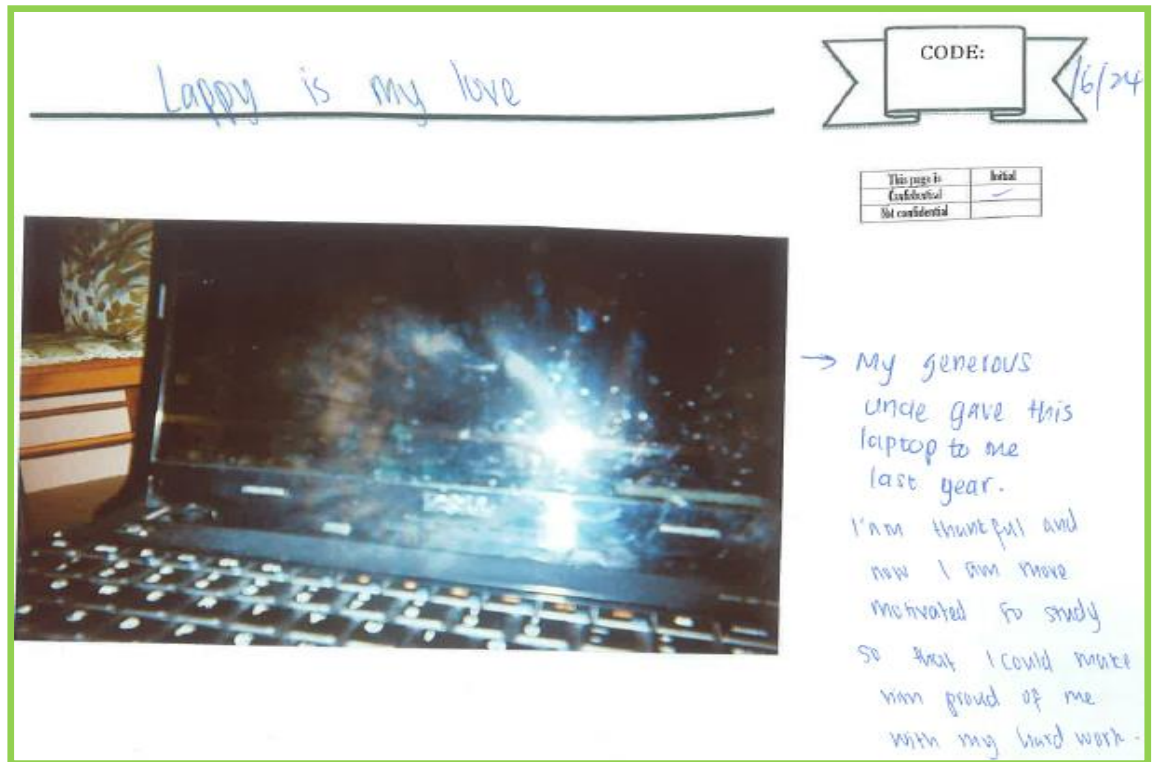 Lappy is my love
CODE:
/6/24
This page is Initial
Confidential ✓
Not confidential
→ My generous
uncle gave this
laptop to me
last year.
I'am thankful and
now I am more
motivated to study
so that I could make
him proud of me
with my hard work.